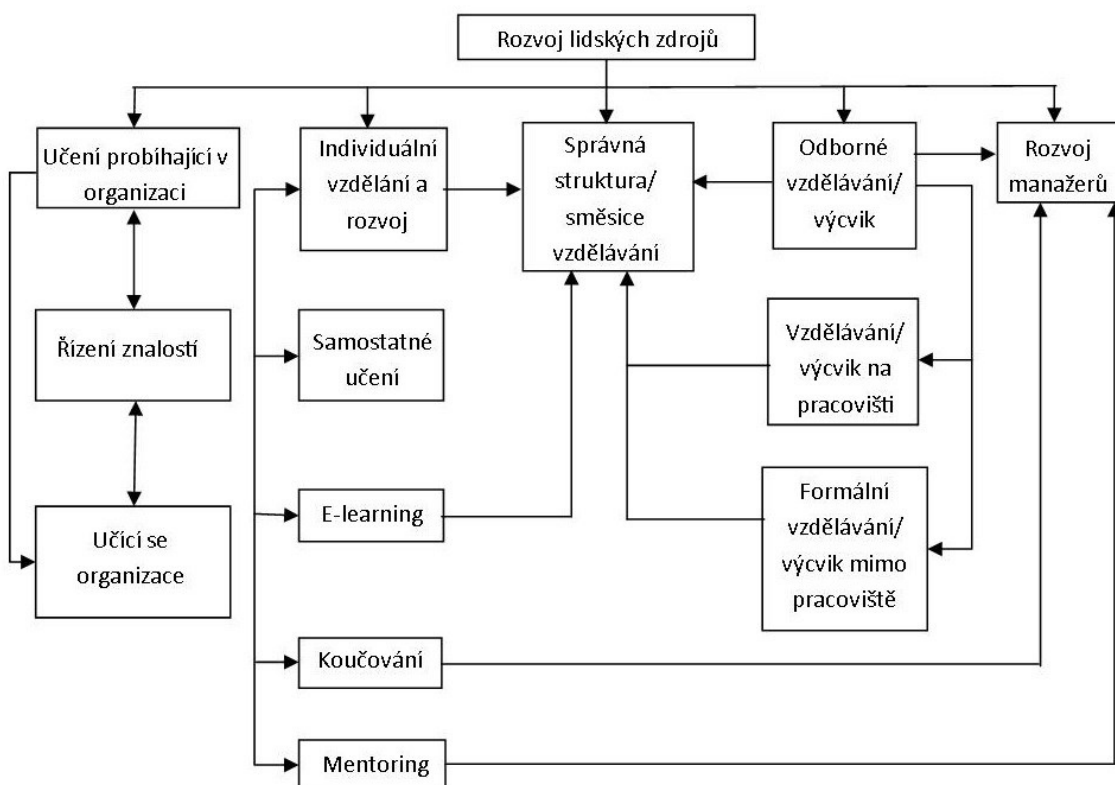 Rozvoj lidských zdrojů
Učení probíhající v
organizaci
Individuální
vzdělání a
rozvoj
Správná
struktura/
směsice
vzdělávání
Odborné
vzdělávání/
výcvik
Rozvoj
manažerů
Řízení znalostí
Samostatné
učení
Vzdělávání/
výcvik na
pracovišti
Učící se
organizace
E-learning
Formální
vzdělávání/
výcvik mimo
pracoviště
Koučování
Mentoring